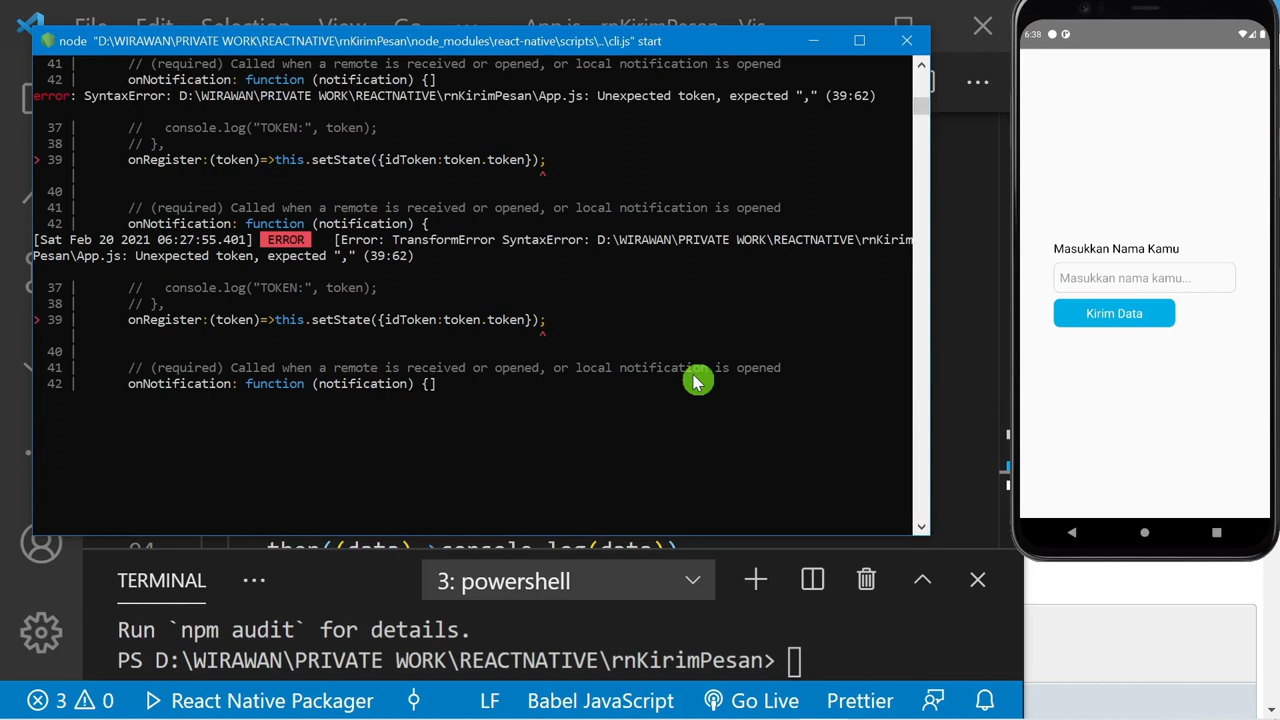 File Edit Selection View Go App.js - rnKirimPesan - Vis
node "D:\WIRAWAN\PRIVATE WORK\REACTNATIVE\rnKirimPesan\node_modules\react-native\scripts\..\cli.js" start
41 | // (required) Called when a remote is received or opened, or local notification is opened
42 | onNotification: function (notification) {]
error: SyntaxError: D:\WIRAWAN\PRIVATE WORK\REACTNATIVE\rnKirimPesan\App.js: Unexpected token, expected "," (39:62)
37 | // console.log("TOKEN:", token);
38 | // },
> 39 | onRegister:(token)=>this.setState({idToken:token.token});
| ^
40 |
41 | // (required) Called when a remote is received or opened, or local notification is opened
42 | onNotification: function (notification) {
[Sat Feb 20 2021 06:27:55.401] ERROR [Error: TransformError SyntaxError: D:\WIRAWAN\PRIVATE WORK\REACTNATIVE\rnKirim
Pesan\App.js: Unexpected token, expected "," (39:62)
37 | // console.log("TOKEN:", token);
38 | // },
> 39 | onRegister:(token)=>this.setState({idToken:token.token});
| ^
40 |
41 | // (required) Called when a remote is received or opened, or local notification is opened
42 | onNotification: function (notification) {]
6:38
Masukkan Nama Kamu
Masukkan nama kamu...
Kirim Data
TERMINAL ... 3: powershell
Run `npm audit` for details.
PS D:\WIRAWAN\PRIVATE WORK\REACTNATIVE\rnKirimPesan>
3 0 React Native Packager LF Babel JavaScript Go Live Prettier